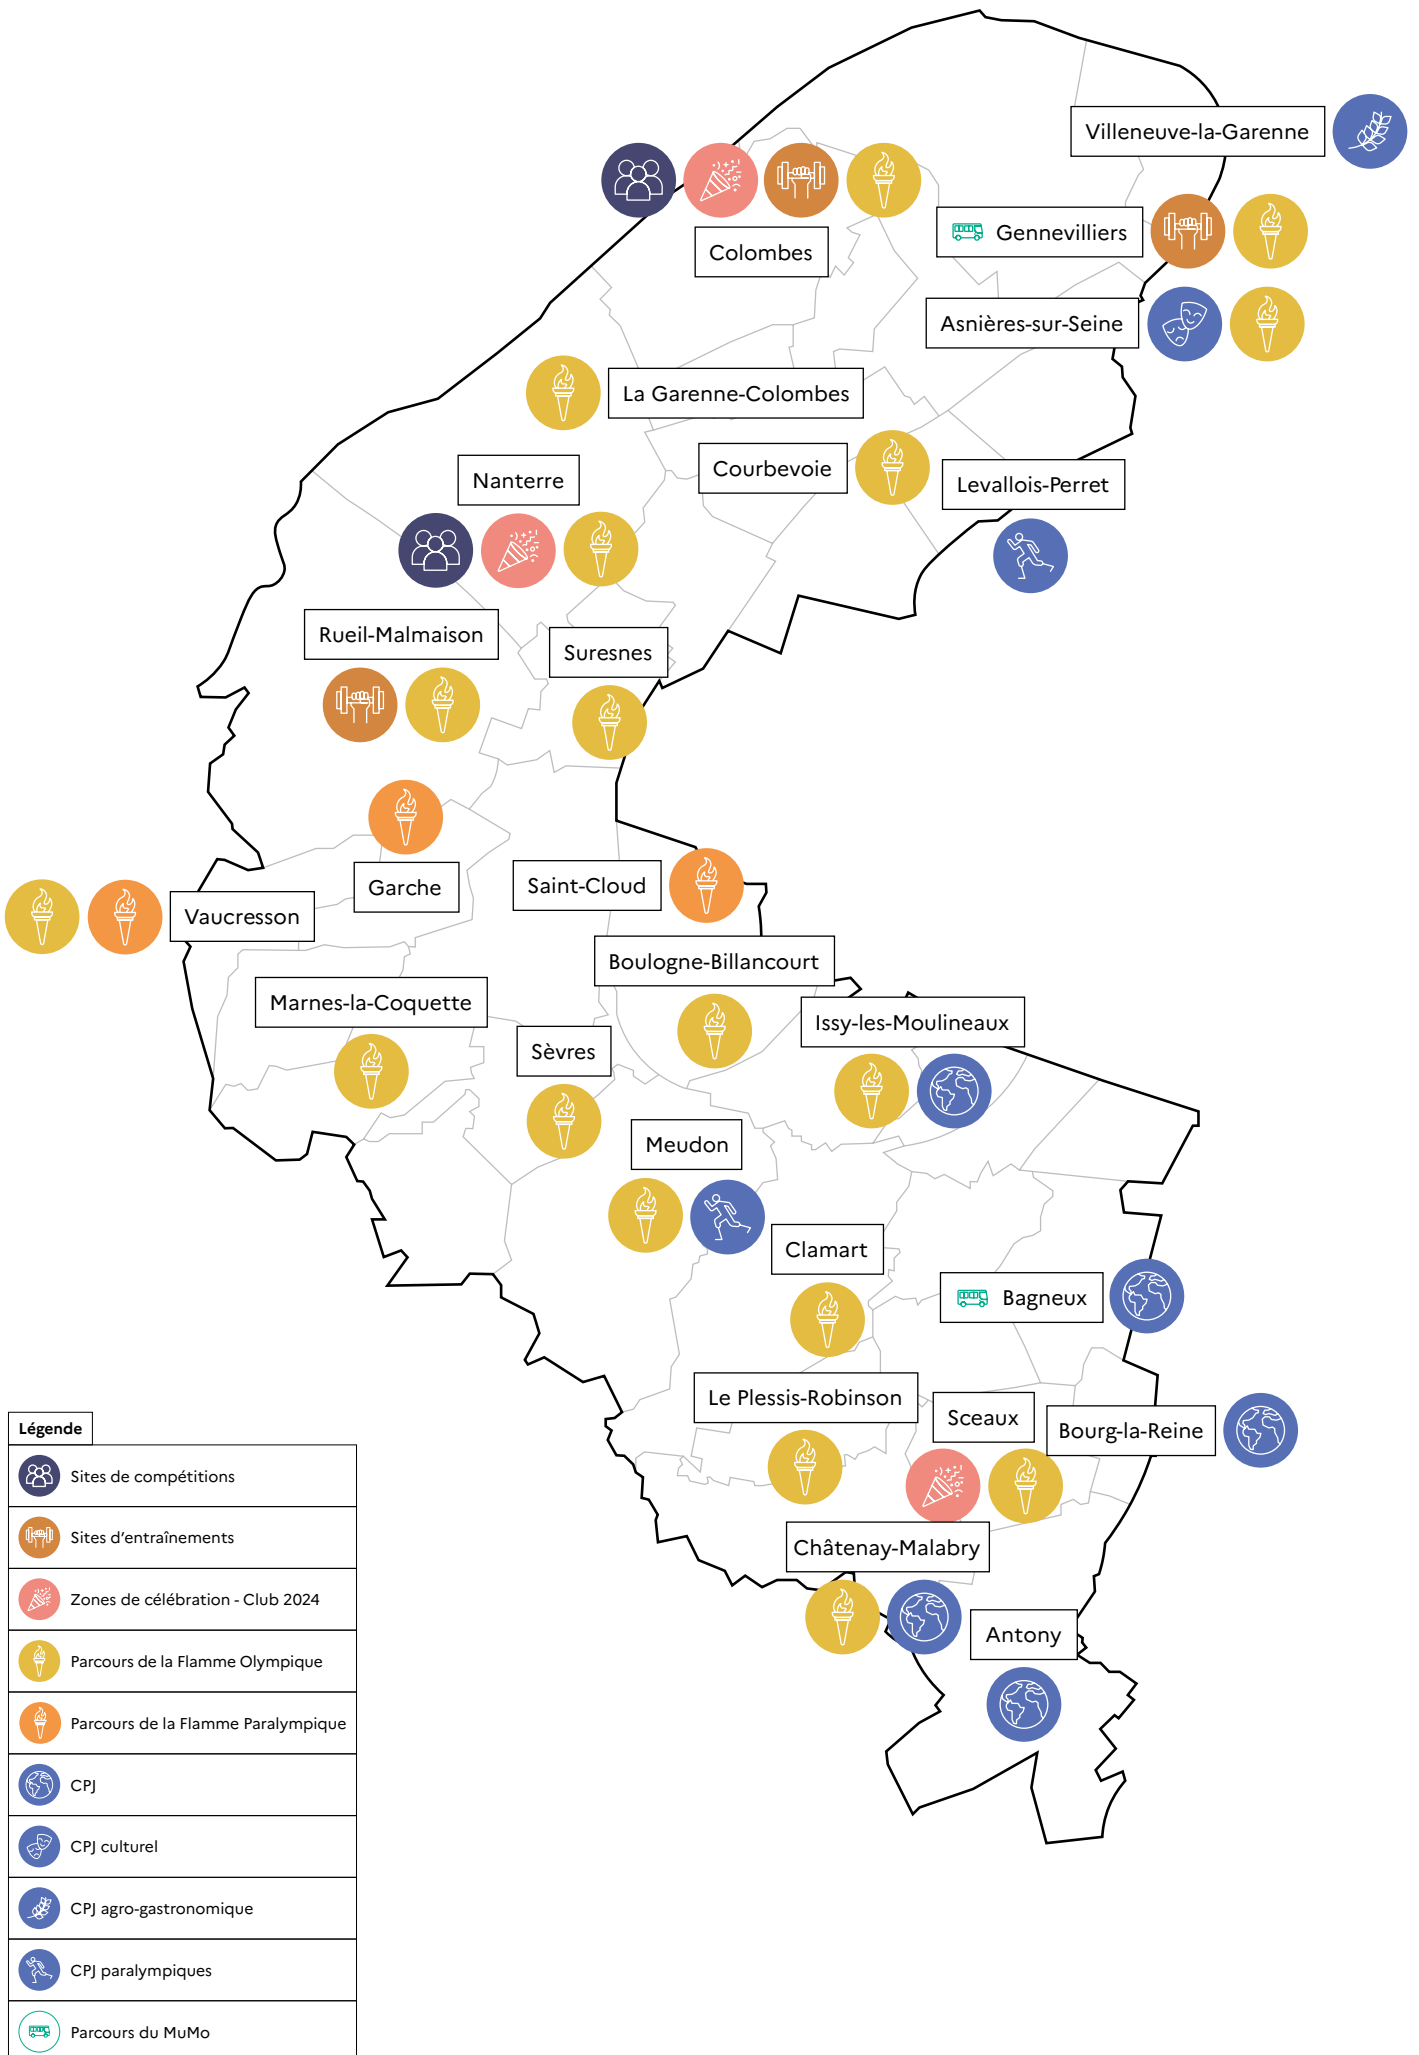 Villeneuve-la-Garenne
Gennevilliers
Colombes
Asnières-sur-Seine
La Garenne-Colombes
Courbevoie
Levallois-Perret
Nanterre
Rueil-Malmaison
Suresnes
Garche
Saint-Cloud
Vaucresson
Boulogne-Billancourt
Marnes-la-Coquette
Issy-les-Moulineaux
Sèvres
Meudon
Clamart
Bagneux
Le Plessis-Robinson
Sceaux
Bourg-la-Reine
Châtenay-Malabry
Antony
Légende
Sites de compétitions
Sites d'entraînements
Zones de célébration - Club 2024
Parcours de la Flamme Olympique
Parcours de la Flamme Paralympique
CPJ
CPJ culturel
CPJ agro-gastronomique
CPJ paralympiques
Parcours du MuMo